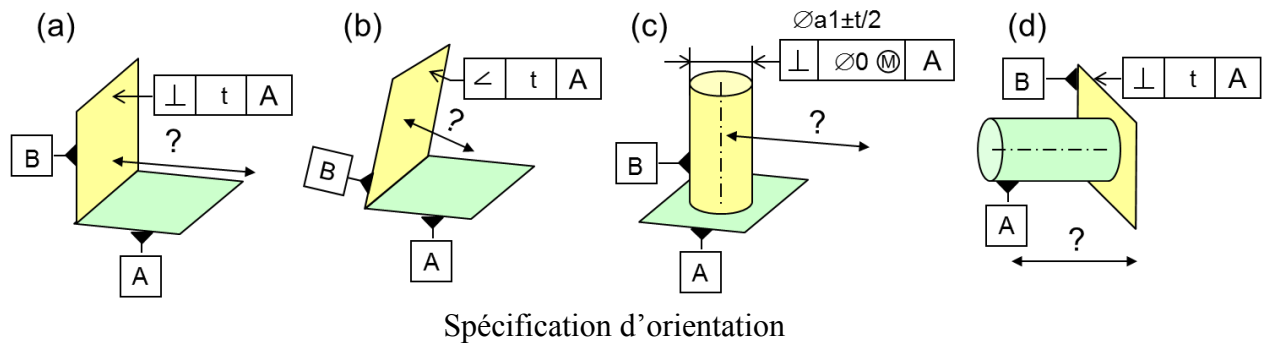 (a)
⊥ t A
B
?
A
(b)
∠ t A
?
B
A
(c)
∅a1±t/2
⊥ ∅0 Ⓜ A
?
B
A
(d)
B
⊥ t A
A
?
Spécification d’orientation